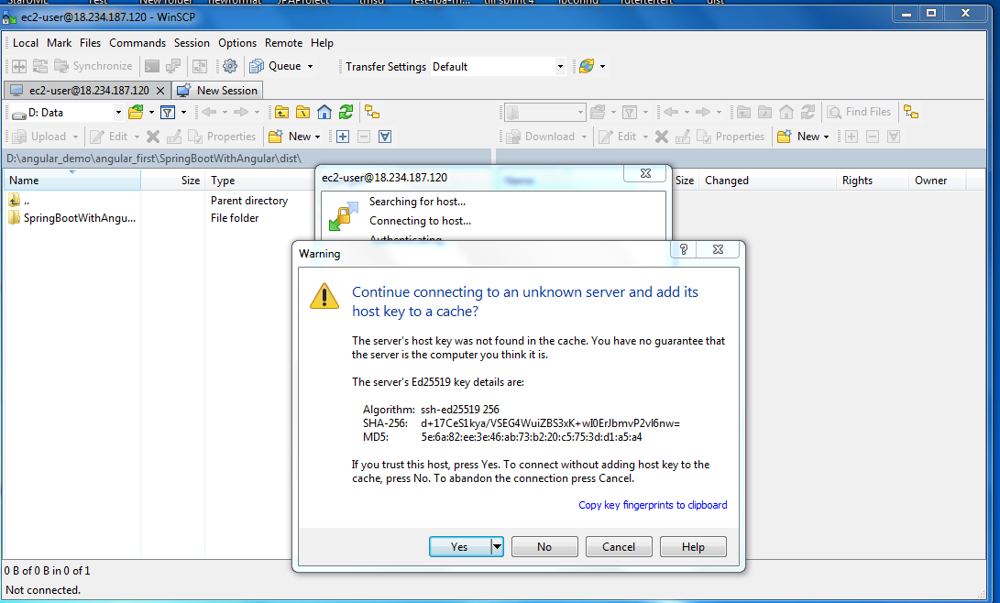 StarUML Test New folder newformat JPAProject tmsd dist
ec2-user@18.234.187.120 - WinSCP
Local Mark Files Commands Session Options Remote Help
Synchronize Queue Transfer Settings Default
ec2-user@18.234.187.120 New Session
D: Data Find Files
Upload Edit Properties New Download Edit Properties New
D:\angular_demo\angular_first\SpringBootWithAngular\dist\
Name Size Type Name Size Changed Rights Owner
.. Parent directory
SpringBootWithAngu... File folder
ec2-user@18.234.187.120
Searching for host...
Connecting to host...
Authenticating
Warning
Continue connecting to an unknown server and add its
host key to a cache?
The server's host key was not found in the cache. You have no guarantee that
the server is the computer you think it is.
The server's Ed25519 key details are:
Algorithm: ssh-ed25519 256
SHA-256: d+17CeS1kya/VSEG4WuiZBS3xK+wI0ErJbmvP2vI6nw=
MD5: 5e:6a:82:ee:3e:46:ab:73:b2:20:c5:75:3d:d1:a5:a4
If you trust this host, press Yes. To connect without adding host key to the
cache, press No. To abandon the connection press Cancel.
Copy key fingerprints to clipboard
Yes No Cancel Help
0 B of 0 B in 0 of 1
Not connected.